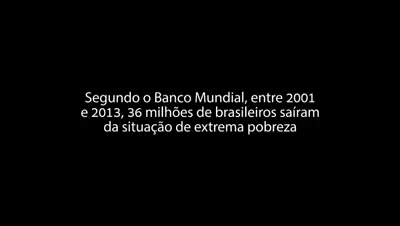 Segundo o Banco Mundial, entre 2001
e 2013, 36 milhões de brasileiros saíram
da situação de extrema pobreza